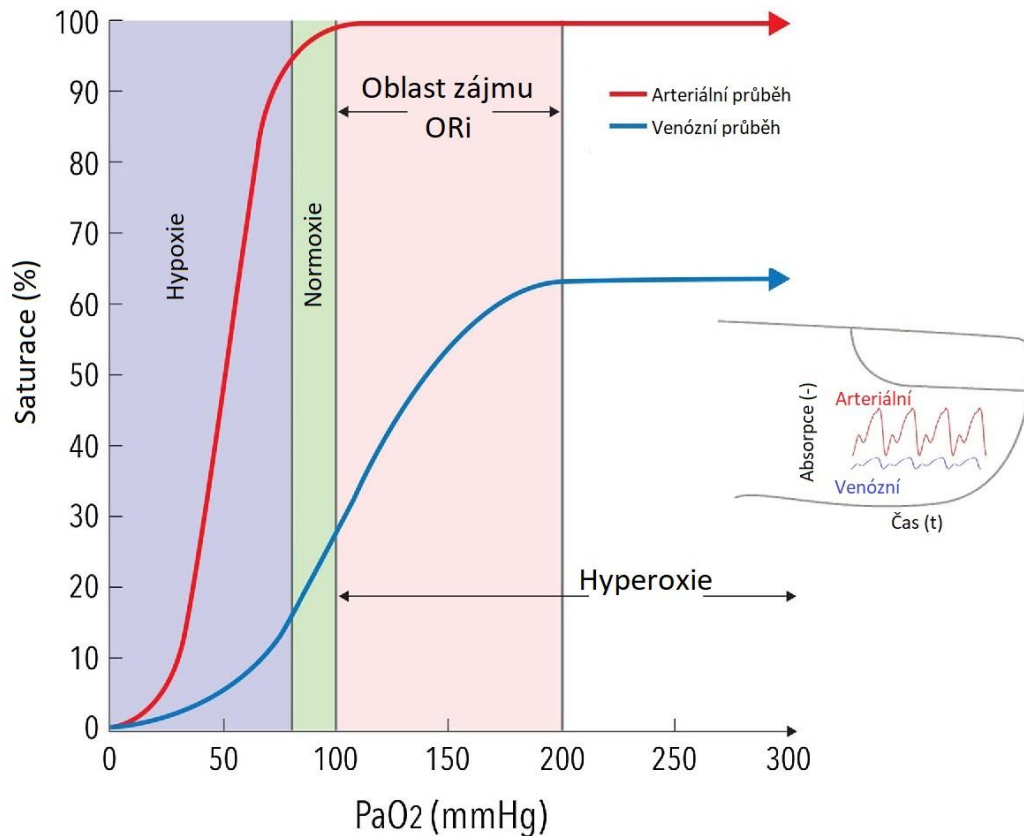 100
90
80
70
60
50
40
30
20
10
0
Saturace (%)
Hypoxie
Normoxie
Oblast zájmu
ORi
Arteriální průběh
Venózní průběh
Hyperoxie
0 50 100 150 200 250 300
PaO2 (mmHg)
Absorpce (-)
Arteriální
Venózní
Čas (t)